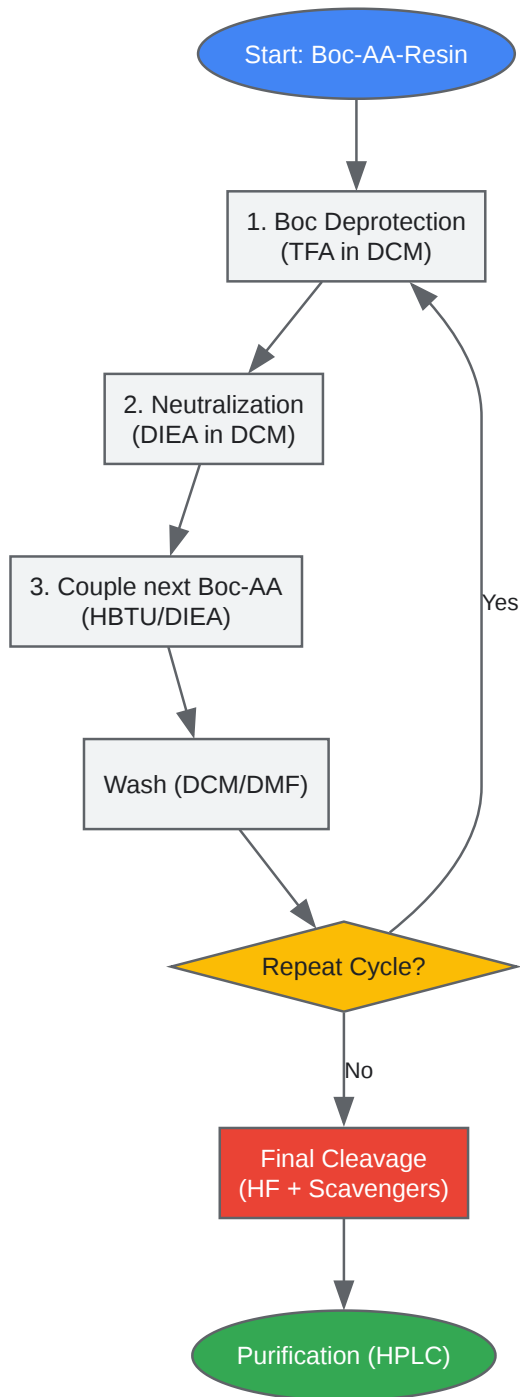 Start: Boc-AA-Resin
1. Boc Deprotection
(TFA in DCM)
2. Neutralization
(DIEA in DCM)
3. Couple next Boc-AA
(HBTU/DIEA)
Yes
Wash (DCM/DMF)
Repeat Cycle?
No
Final Cleavage
(HF + Scavengers)
Purification (HPLC)